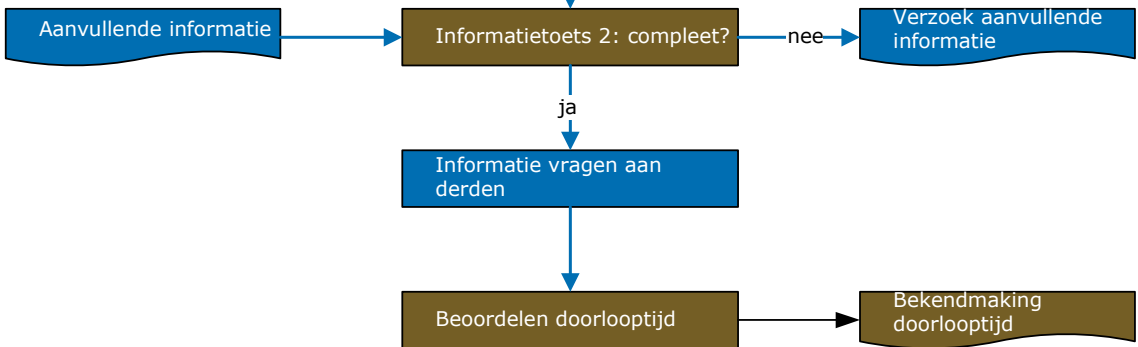 Aanvullende informatie
Informatietoets 2: compleet?
nee
Verzoek aanvullende
informatie
ja
Informatie vragen aan
derden
Beoordelen doorlooptijd
Bekendmaking
doorlooptijd